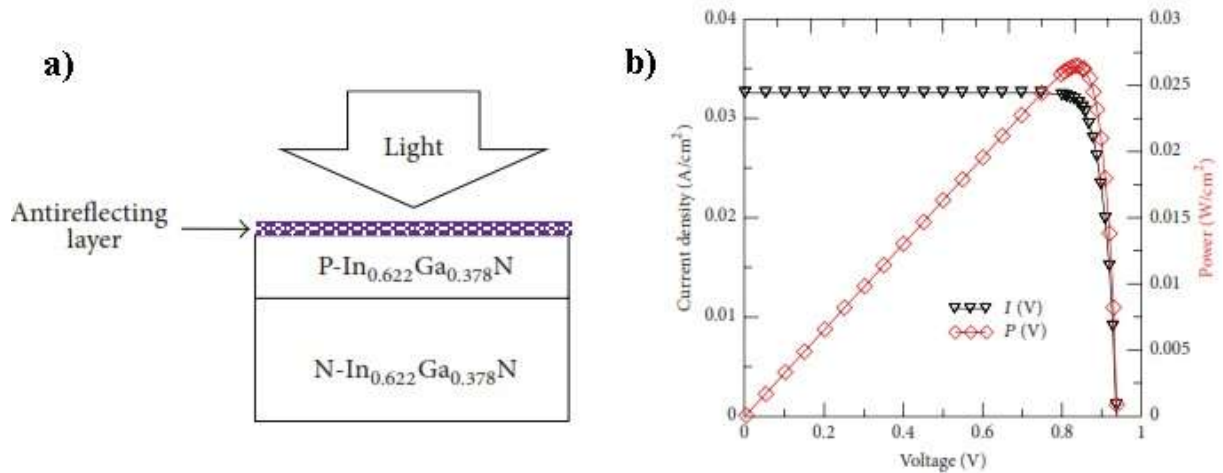 a)
Light
Antireflecting
layer
P-In₀.₆₂₂Ga₀.₃₇₈N
N-In₀.₆₂₂Ga₀.₃₇₈N
b)
0.04
0.03
0.02
0.01
0
Current density (A/cm²)
0.03
0.025
0.02
0.015
0.01
0.005
0
Power (W/cm²)
I (V)
P (V)
0
0.2
0.4
0.6
0.8
1
Voltage (V)